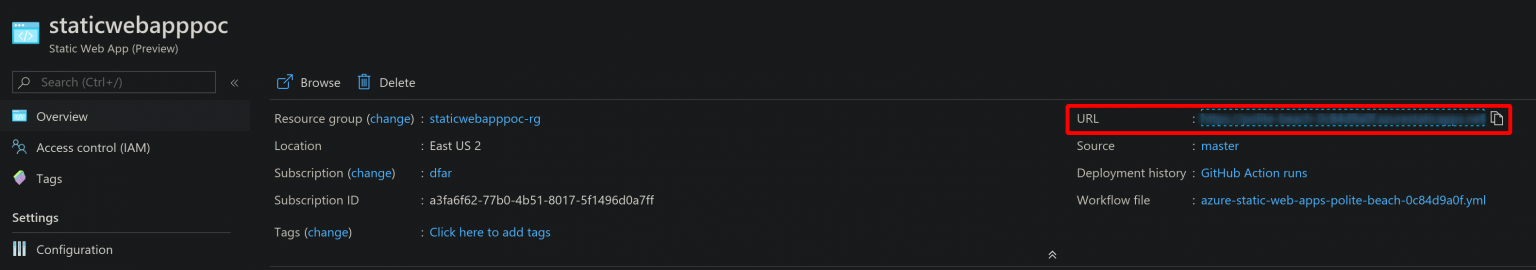 staticwebapppoc
Static Web App (Preview)
Search (Ctrl+/)
«
Browse
Delete
Overview
Access control (IAM)
Tags
Settings
Configuration
Resource group (change) : staticwebapppoc-rg
Location : East US 2
Subscription (change) : dfar
Subscription ID : a3fa6f62-77b0-4b51-8017-5f1496d0a7ff
Tags (change) : Click here to add tags
URL :
Source : master
Deployment history : GitHub Action runs
Workflow file : azure-static-web-apps-polite-beach-0c84d9a0f.yml